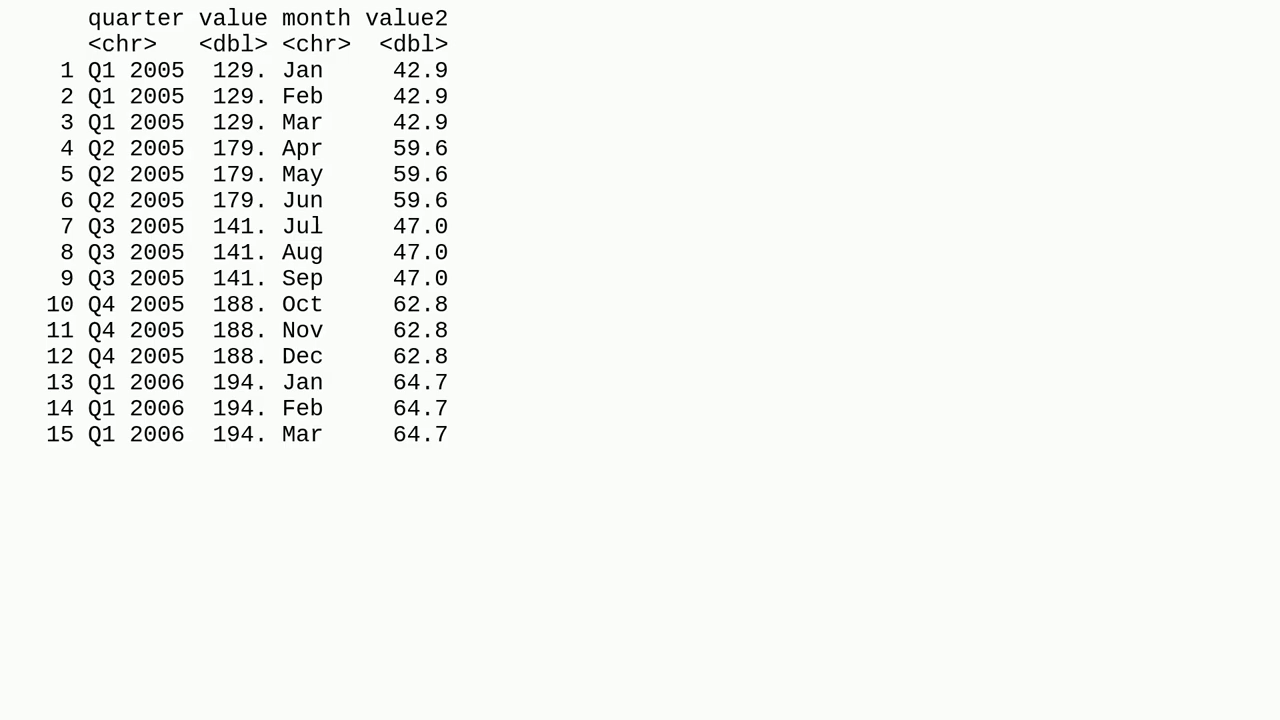 quarter value month value2
<chr> <dbl> <chr> <dbl>
1 Q1 2005 129. Jan 42.9
2 Q1 2005 129. Feb 42.9
3 Q1 2005 129. Mar 42.9
4 Q2 2005 179. Apr 59.6
5 Q2 2005 179. May 59.6
6 Q2 2005 179. Jun 59.6
7 Q3 2005 141. Jul 47.0
8 Q3 2005 141. Aug 47.0
9 Q3 2005 141. Sep 47.0
10 Q4 2005 188. Oct 62.8
11 Q4 2005 188. Nov 62.8
12 Q4 2005 188. Dec 62.8
13 Q1 2006 194. Jan 64.7
14 Q1 2006 194. Feb 64.7
15 Q1 2006 194. Mar 64.7